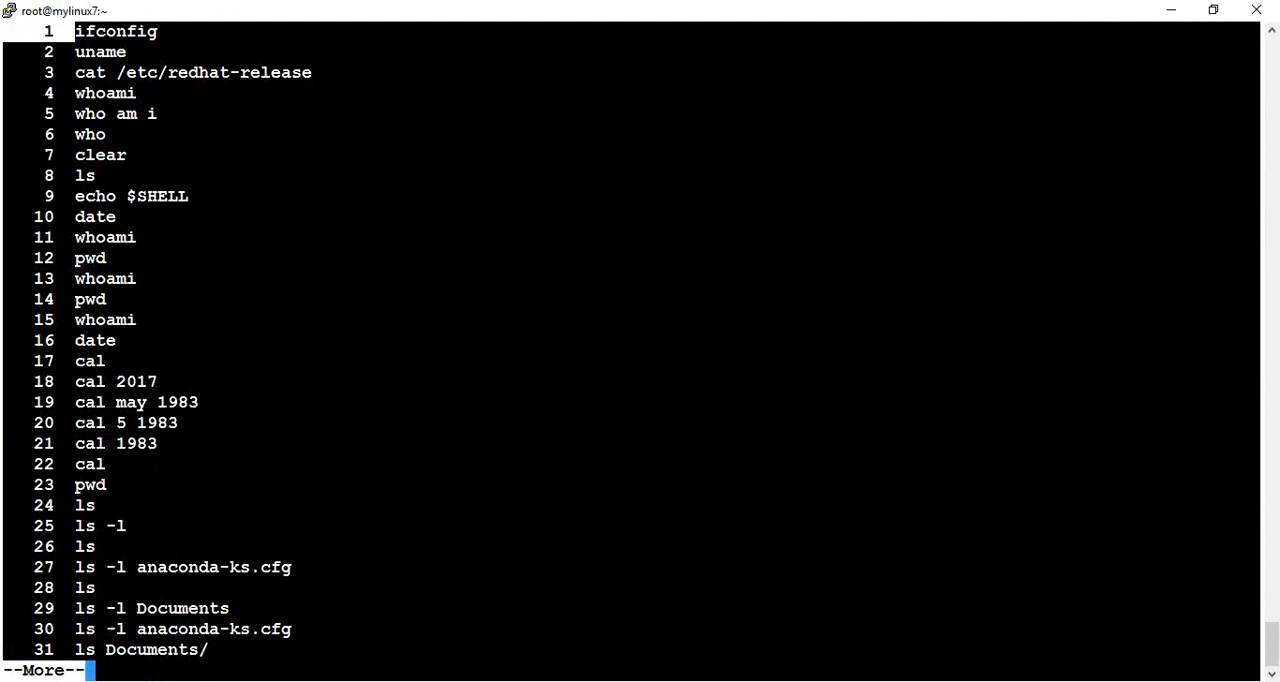 root@mylinux7:~
1 ifconfig
2 uname
3 cat /etc/redhat-release
4 whoami
5 who am i
6 who
7 clear
8 ls
9 echo $SHELL
10 date
11 whoami
12 pwd
13 whoami
14 pwd
15 whoami
16 date
17 cal
18 cal 2017
19 cal may 1983
20 cal 5 1983
21 cal 1983
22 cal
23 pwd
24 ls
25 ls -l
26 ls
27 ls -l anaconda-ks.cfg
28 ls
29 ls -l Documents
30 ls -l anaconda-ks.cfg
31 ls Documents/
--More--